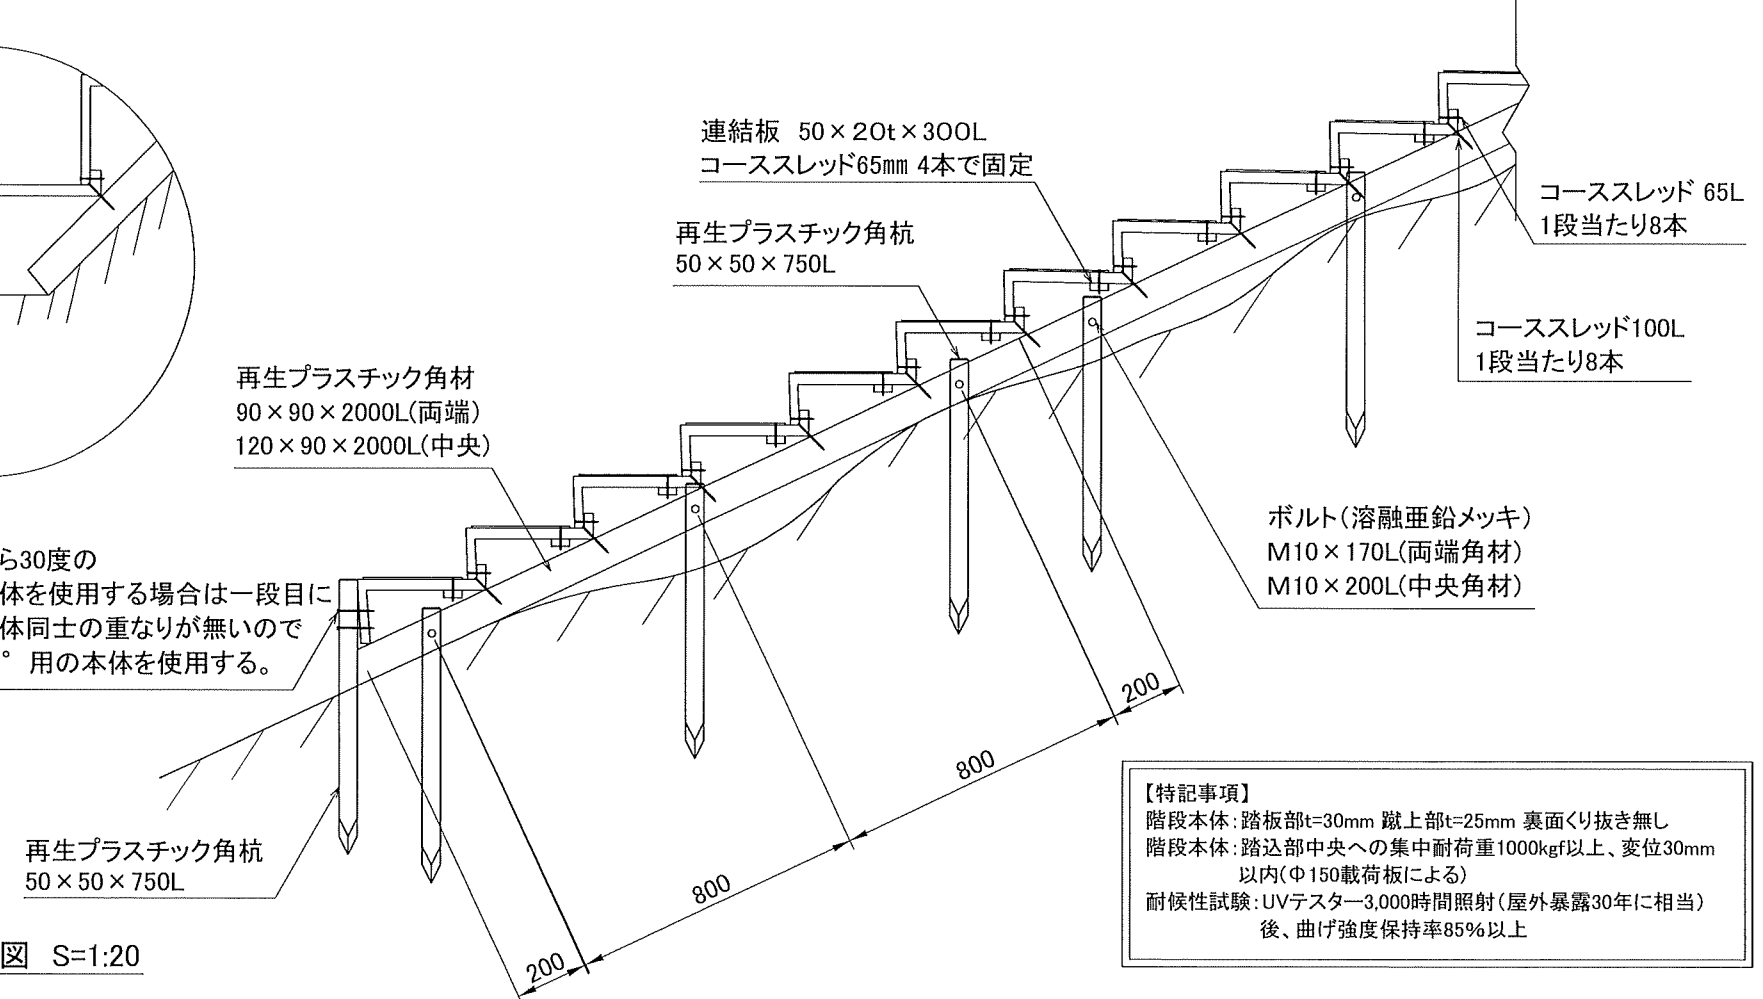 連結板 50×20t×300L
コーススレッド65mm 4本で固定
再生プラスチック角杭
50×50×750L
コーススレッド 65L
1段当たり8本
コーススレッド100L
1段当たり8本
再生プラスチック角材
90×90×2000L(両端)
120×90×2000L(中央)
ボルト(溶融亜鉛メッキ)
M10×170L(両端角材)
M10×200L(中央角材)
ら30度の
体を使用する場合は一段目に
体同士の重なりが無いので
° 用の本体を使用する。
200
800
800
200
再生プラスチック角杭
50×50×750L
図 S=1:20
【特記事項】
階段本体:踏板部t=30mm 蹴上部t=25mm 裏面くり抜き無し
階段本体:踏込部中央への集中耐荷重1000kgf以上、変位30mm
以内(Φ150載荷板による)
耐候性試験:UVテスター3,000時間照射(屋外暴露30年に相当)
後、曲げ強度保持率85%以上